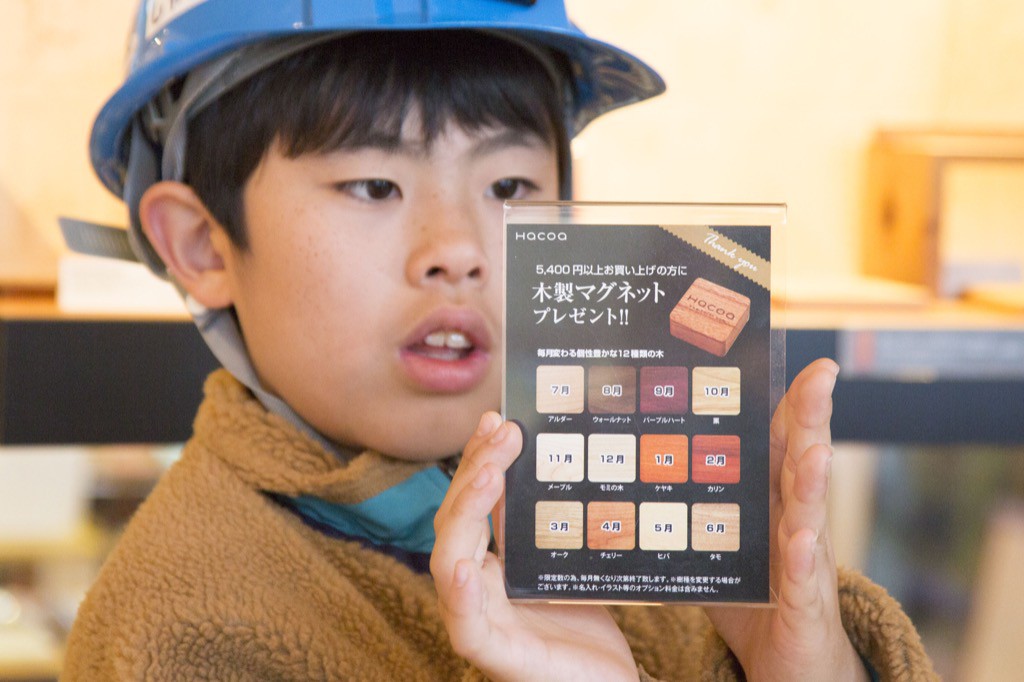 Hacoa
Thank you
5,400円以上お買い上げの方に
木製マグネット
プレゼント!!
Hacoa
毎月変わる個性豊かな12種類の木
7月 8月 9月 10月
アルダー ウォールナット パープルハート 栗
11月 12月 1月 2月
メープル モミの木 ケヤキ カリン
3月 4月 5月 6月
オーク チェリー ヒバ タモ
※限定数の為、毎月無くなり次第終了致します。※樹種を変更する場合が
ございます。※名入れ・イラスト等のオプション料金は含みません。